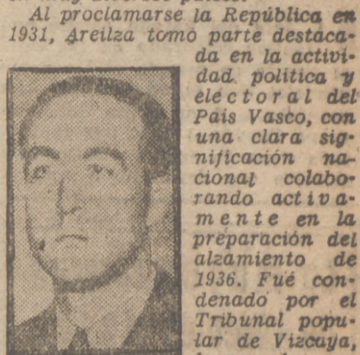 Al proclamarse la República en
1931, Areilza tomó parte destaca-
da en la activi-
dad política y
electoral del
País Vasco, con
una clara sig-
nificación na-
cional colabo-
rando activa-
mente en la
preparación del
alzamiento de
1936. Fué con-
denado por el
Tribunal popu-
lar de Vizcaya,